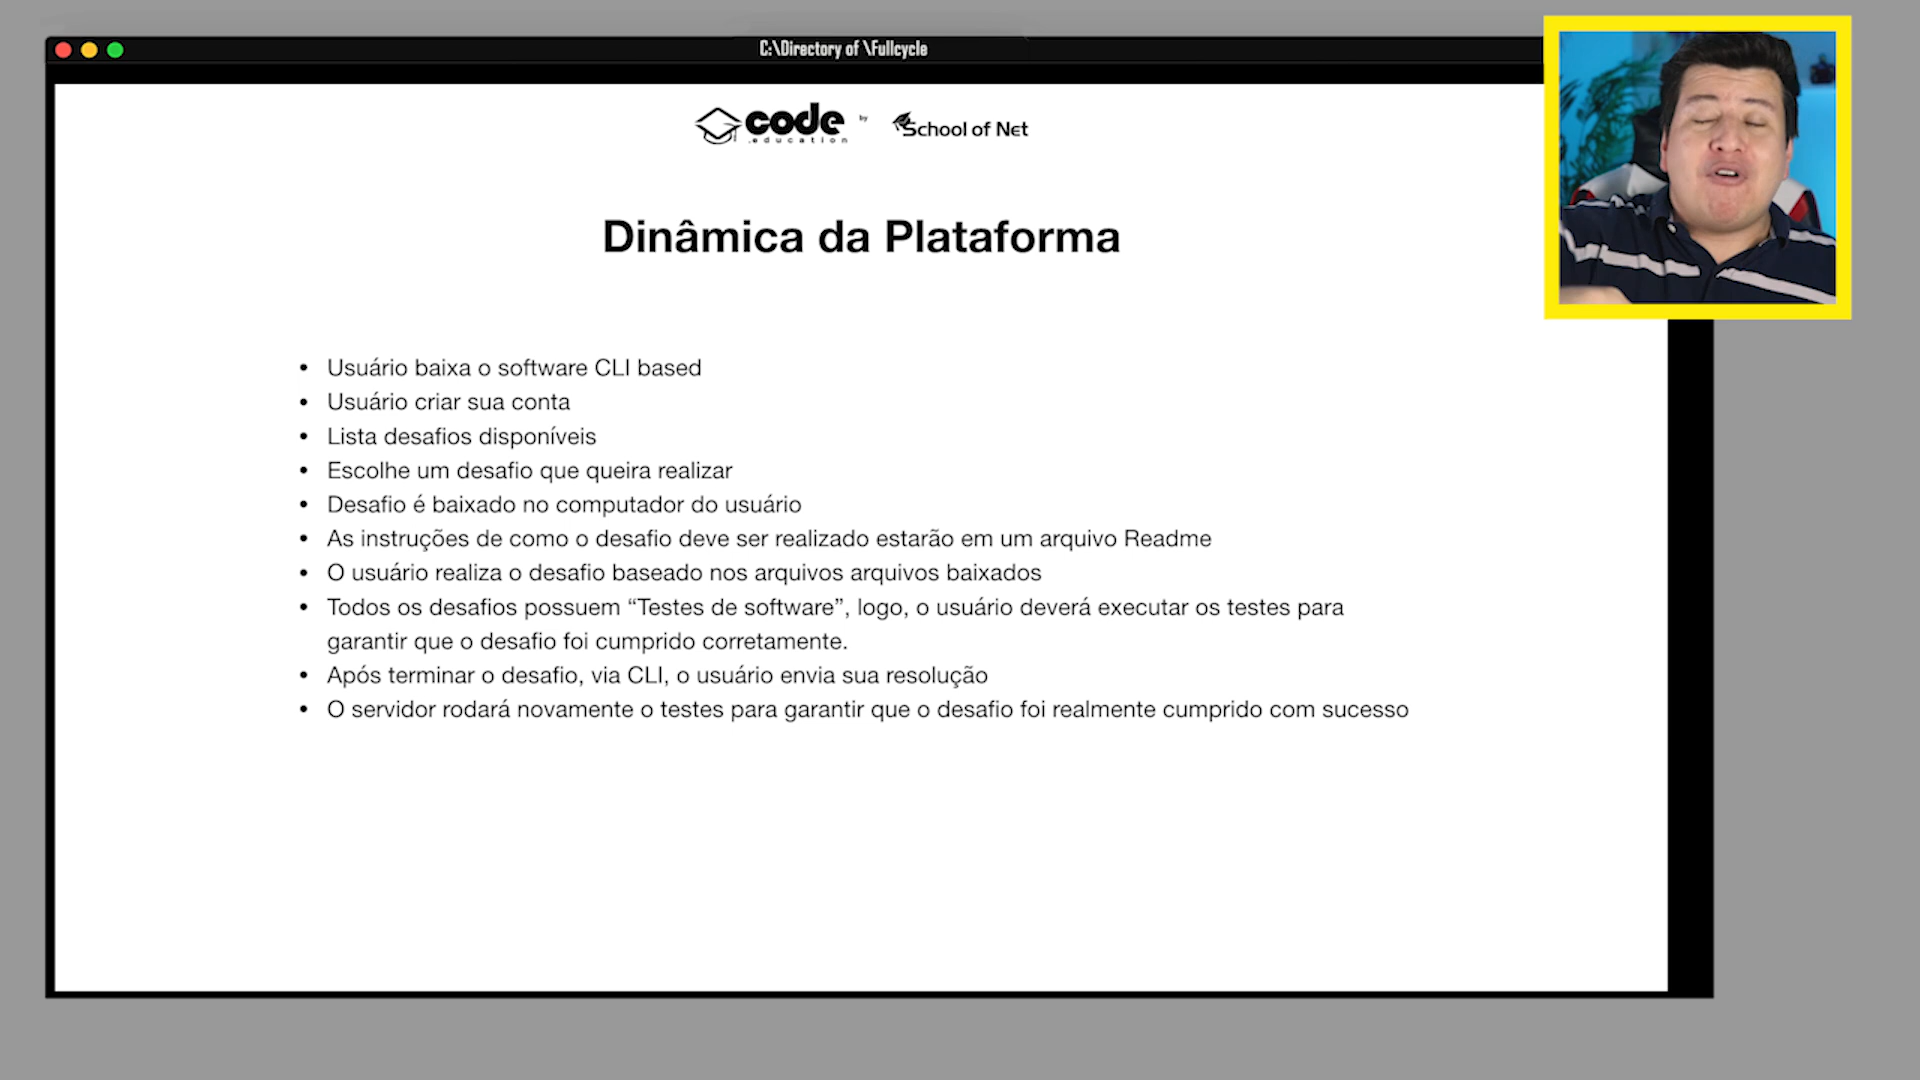 C:\Directory of \Fullcycle
code by School of Net
.education
Dinâmica da Plataforma
• Usuário baixa o software CLI based
• Usuário criar sua conta
• Lista desafios disponíveis
• Escolhe um desafio que queira realizar
• Desafio é baixado no computador do usuário
• As instruções de como o desafio deve ser realizado estarão em um arquivo Readme
• O usuário realiza o desafio baseado nos arquivos arquivos baixados
• Todos os desafios possuem “Testes de software”, logo, o usuário deverá executar os testes para
garantir que o desafio foi cumprido corretamente.
• Após terminar o desafio, via CLI, o usuário envia sua resolução
• O servidor rodará novamente o testes para garantir que o desafio foi realmente cumprido com sucesso